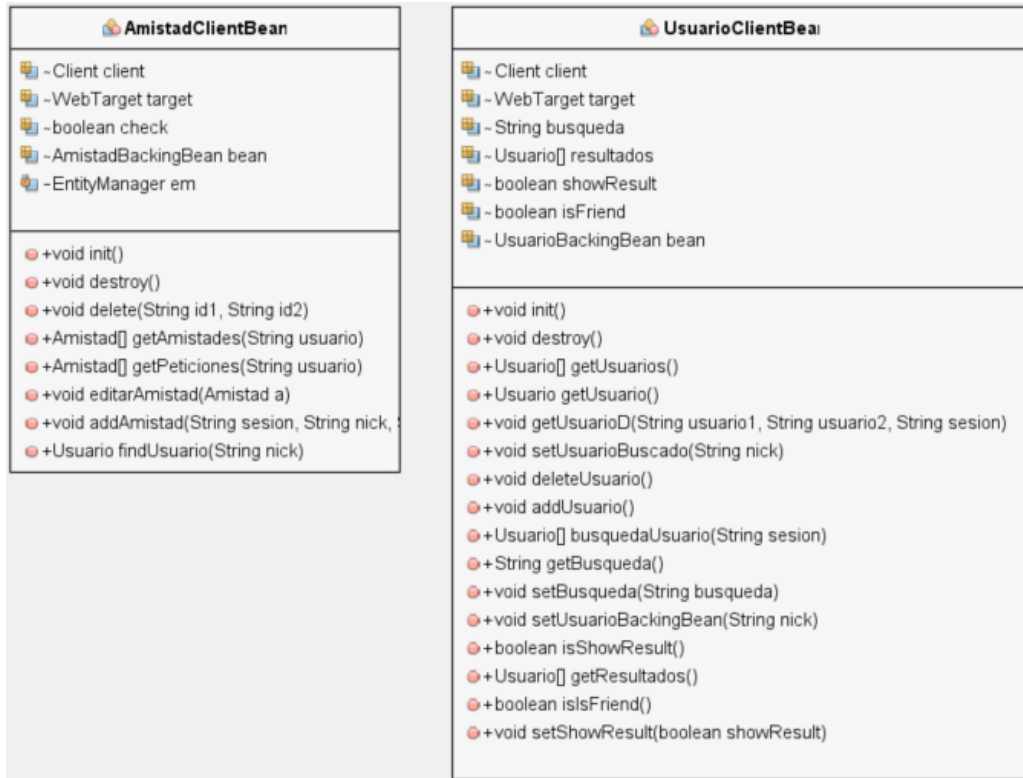 AmistadClientBean
~Client client
~WebTarget target
~boolean check
~AmistadBackingBean bean
-EntityManager em
+void init()
+void destroy()
+void delete(String id1, String id2)
+Amistad[] getAmistades(String usuario)
+Amistad[] getPeticiones(String usuario)
+void editarAmistad(Amistad a)
+void addAmistad(String sesion, String nick,
+Usuario findUsuario(String nick)
UsuarioClientBea
~Client client
~WebTarget target
~String busqueda
~Usuario[] resultados
~boolean showResult
~boolean isFriend
~UsuarioBackingBean bean
+void init()
+void destroy()
+Usuario[] getUsuarios()
+Usuario getUsuario()
+void getUsuarioD(String usuario1, String usuario2, String sesion)
+void setUsuarioBuscado(String nick)
+void deleteUsuario()
+void addUsuario()
+Usuario[] busquedaUsuario(String sesion)
+String getBusqueda()
+void setBusqueda(String busqueda)
+void setUsuarioBackingBean(String nick)
+boolean isShowResult()
+Usuario[] getResultados()
+boolean isIsFriend()
+void setShowResult(boolean showResult)